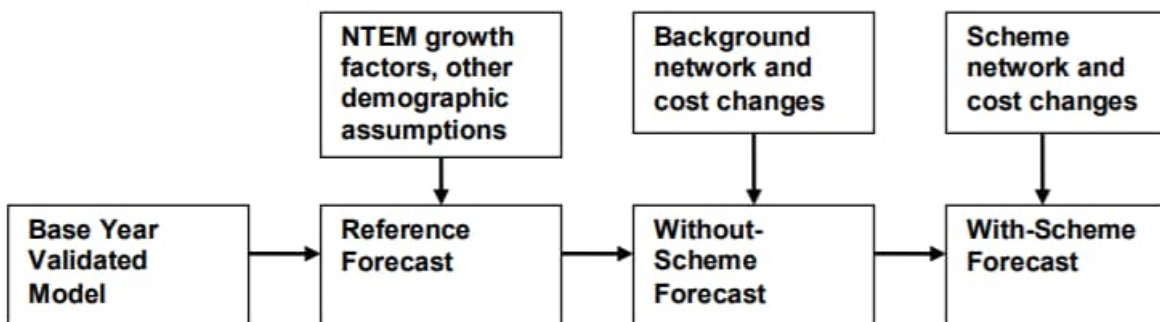 NTEM growth
factors, other
demographic
assumptions
Background
network and
cost changes
Scheme
network and
cost changes
Base Year
Validated
Model
Reference
Forecast
Without-
Scheme
Forecast
With-Scheme
Forecast